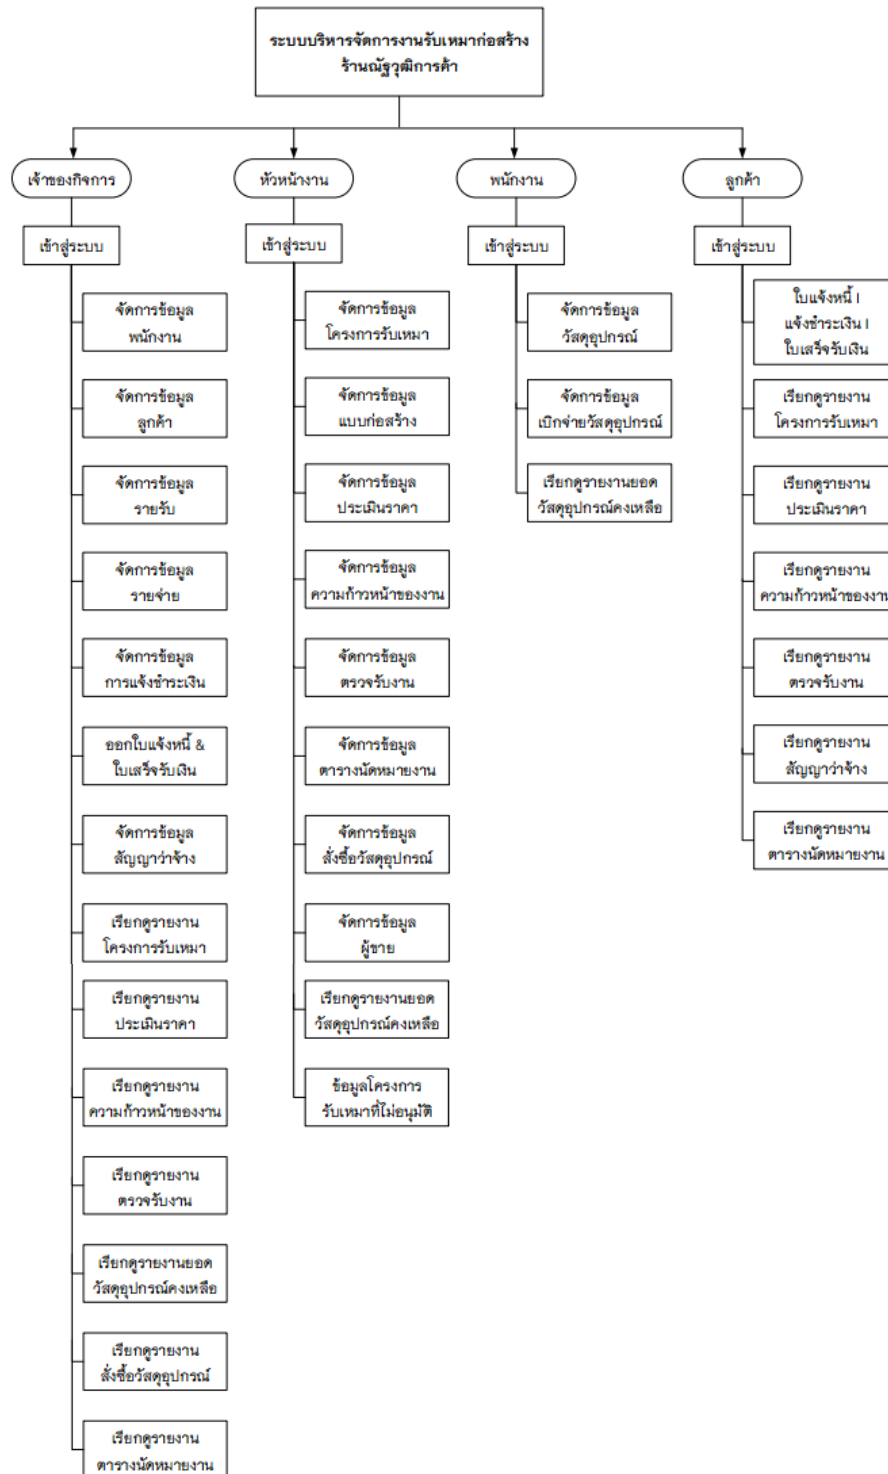 ระบบบริหารจัดการงานรับเหมาก่อสร้าง
ร้านณัฐวุฒิการค้า
เจ้าของกิจการ
เข้าสู่ระบบ
จัดการข้อมูล
พนักงาน
จัดการข้อมูล
ลูกค้า
จัดการข้อมูล
รายรับ
จัดการข้อมูล
รายจ่าย
จัดการข้อมูล
การแจ้งชำระเงิน
ออกใบแจ้งหนี้ &
ใบเสร็จรับเงิน
จัดการข้อมูล
สัญญาว่าจ้าง
เรียกดูรายงาน
โครงการรับเหมา
เรียกดูรายงาน
ประเมินราคา
เรียกดูรายงาน
ความก้าวหน้าของงาน
เรียกดูรายงาน
ตรวจรับงาน
เรียกดูรายงานยอด
วัสดุอุปกรณ์คงเหลือ
เรียกดูรายงาน
สั่งซื้อวัสดุอุปกรณ์
เรียกดูรายงาน
ตารางนัดหมายงาน
หัวหน้างาน
เข้าสู่ระบบ
จัดการข้อมูล
โครงการรับเหมา
จัดการข้อมูล
แบบก่อสร้าง
จัดการข้อมูล
ประเมินราคา
จัดการข้อมูล
ความก้าวหน้าของงาน
จัดการข้อมูล
ตรวจรับงาน
จัดการข้อมูล
ตารางนัดหมายงาน
จัดการข้อมูล
สั่งซื้อวัสดุอุปกรณ์
จัดการข้อมูล
ผู้ขาย
เรียกดูรายงานยอด
วัสดุอุปกรณ์คงเหลือ
ข้อมูลโครงการ
รับเหมาที่ไม่อนุมัติ
พนักงาน
เข้าสู่ระบบ
จัดการข้อมูล
วัสดุอุปกรณ์
จัดการข้อมูล
เบิกจ่ายวัสดุอุปกรณ์
เรียกดูรายงานยอด
วัสดุอุปกรณ์คงเหลือ
ลูกค้า
เข้าสู่ระบบ
ใบแจ้งหนี้ |
แจ้งชำระเงิน |
ใบเสร็จรับเงิน
เรียกดูรายงาน
โครงการรับเหมา
เรียกดูรายงาน
ประเมินราคา
เรียกดูรายงาน
ความก้าวหน้าของงาน
เรียกดูรายงาน
ตรวจรับงาน
เรียกดูรายงาน
สัญญาว่าจ้าง
เรียกดูรายงาน
ตารางนัดหมายงาน